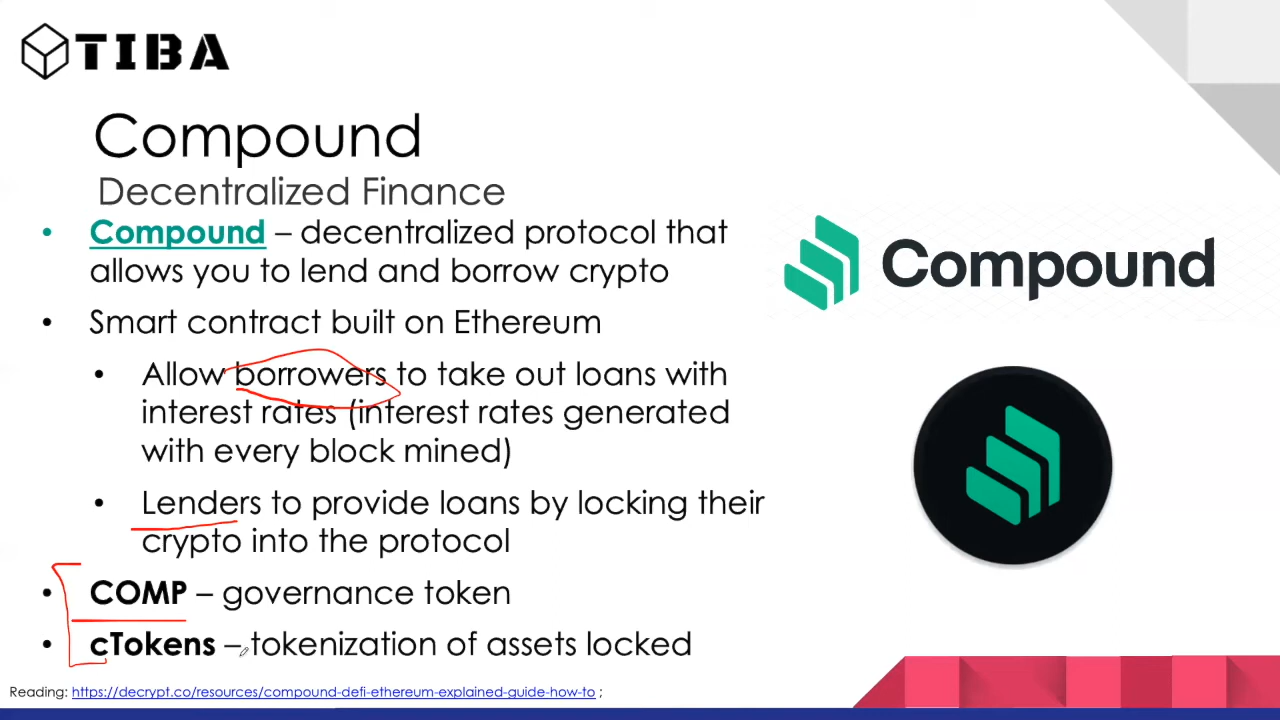 TIBA
Compound
Decentralized Finance
• Compound – decentralized protocol that
allows you to lend and borrow crypto
• Smart contract built on Ethereum
• Allow borrowers to take out loans with
interest rates (interest rates generated
with every block mined)
• Lenders to provide loans by locking their
crypto into the protocol
• COMP – governance token
• cTokens – tokenization of assets locked
Reading: https://decrypt.co/resources/compound-defi-ethereum-explained-guide-how-to ;
Compound